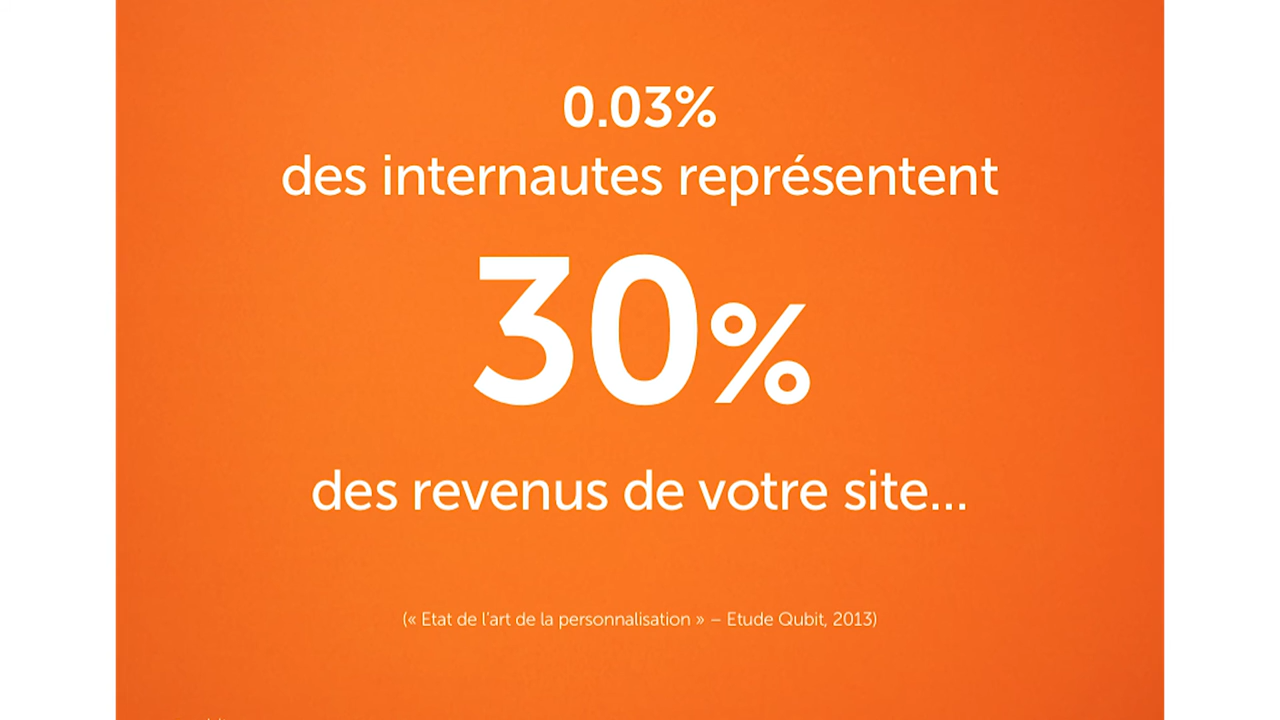 0.03%
des internautes représentent
30%
des revenus de votre site...
(« Etat de l'art de la personnalisation » – Etude Qubit, 2013)